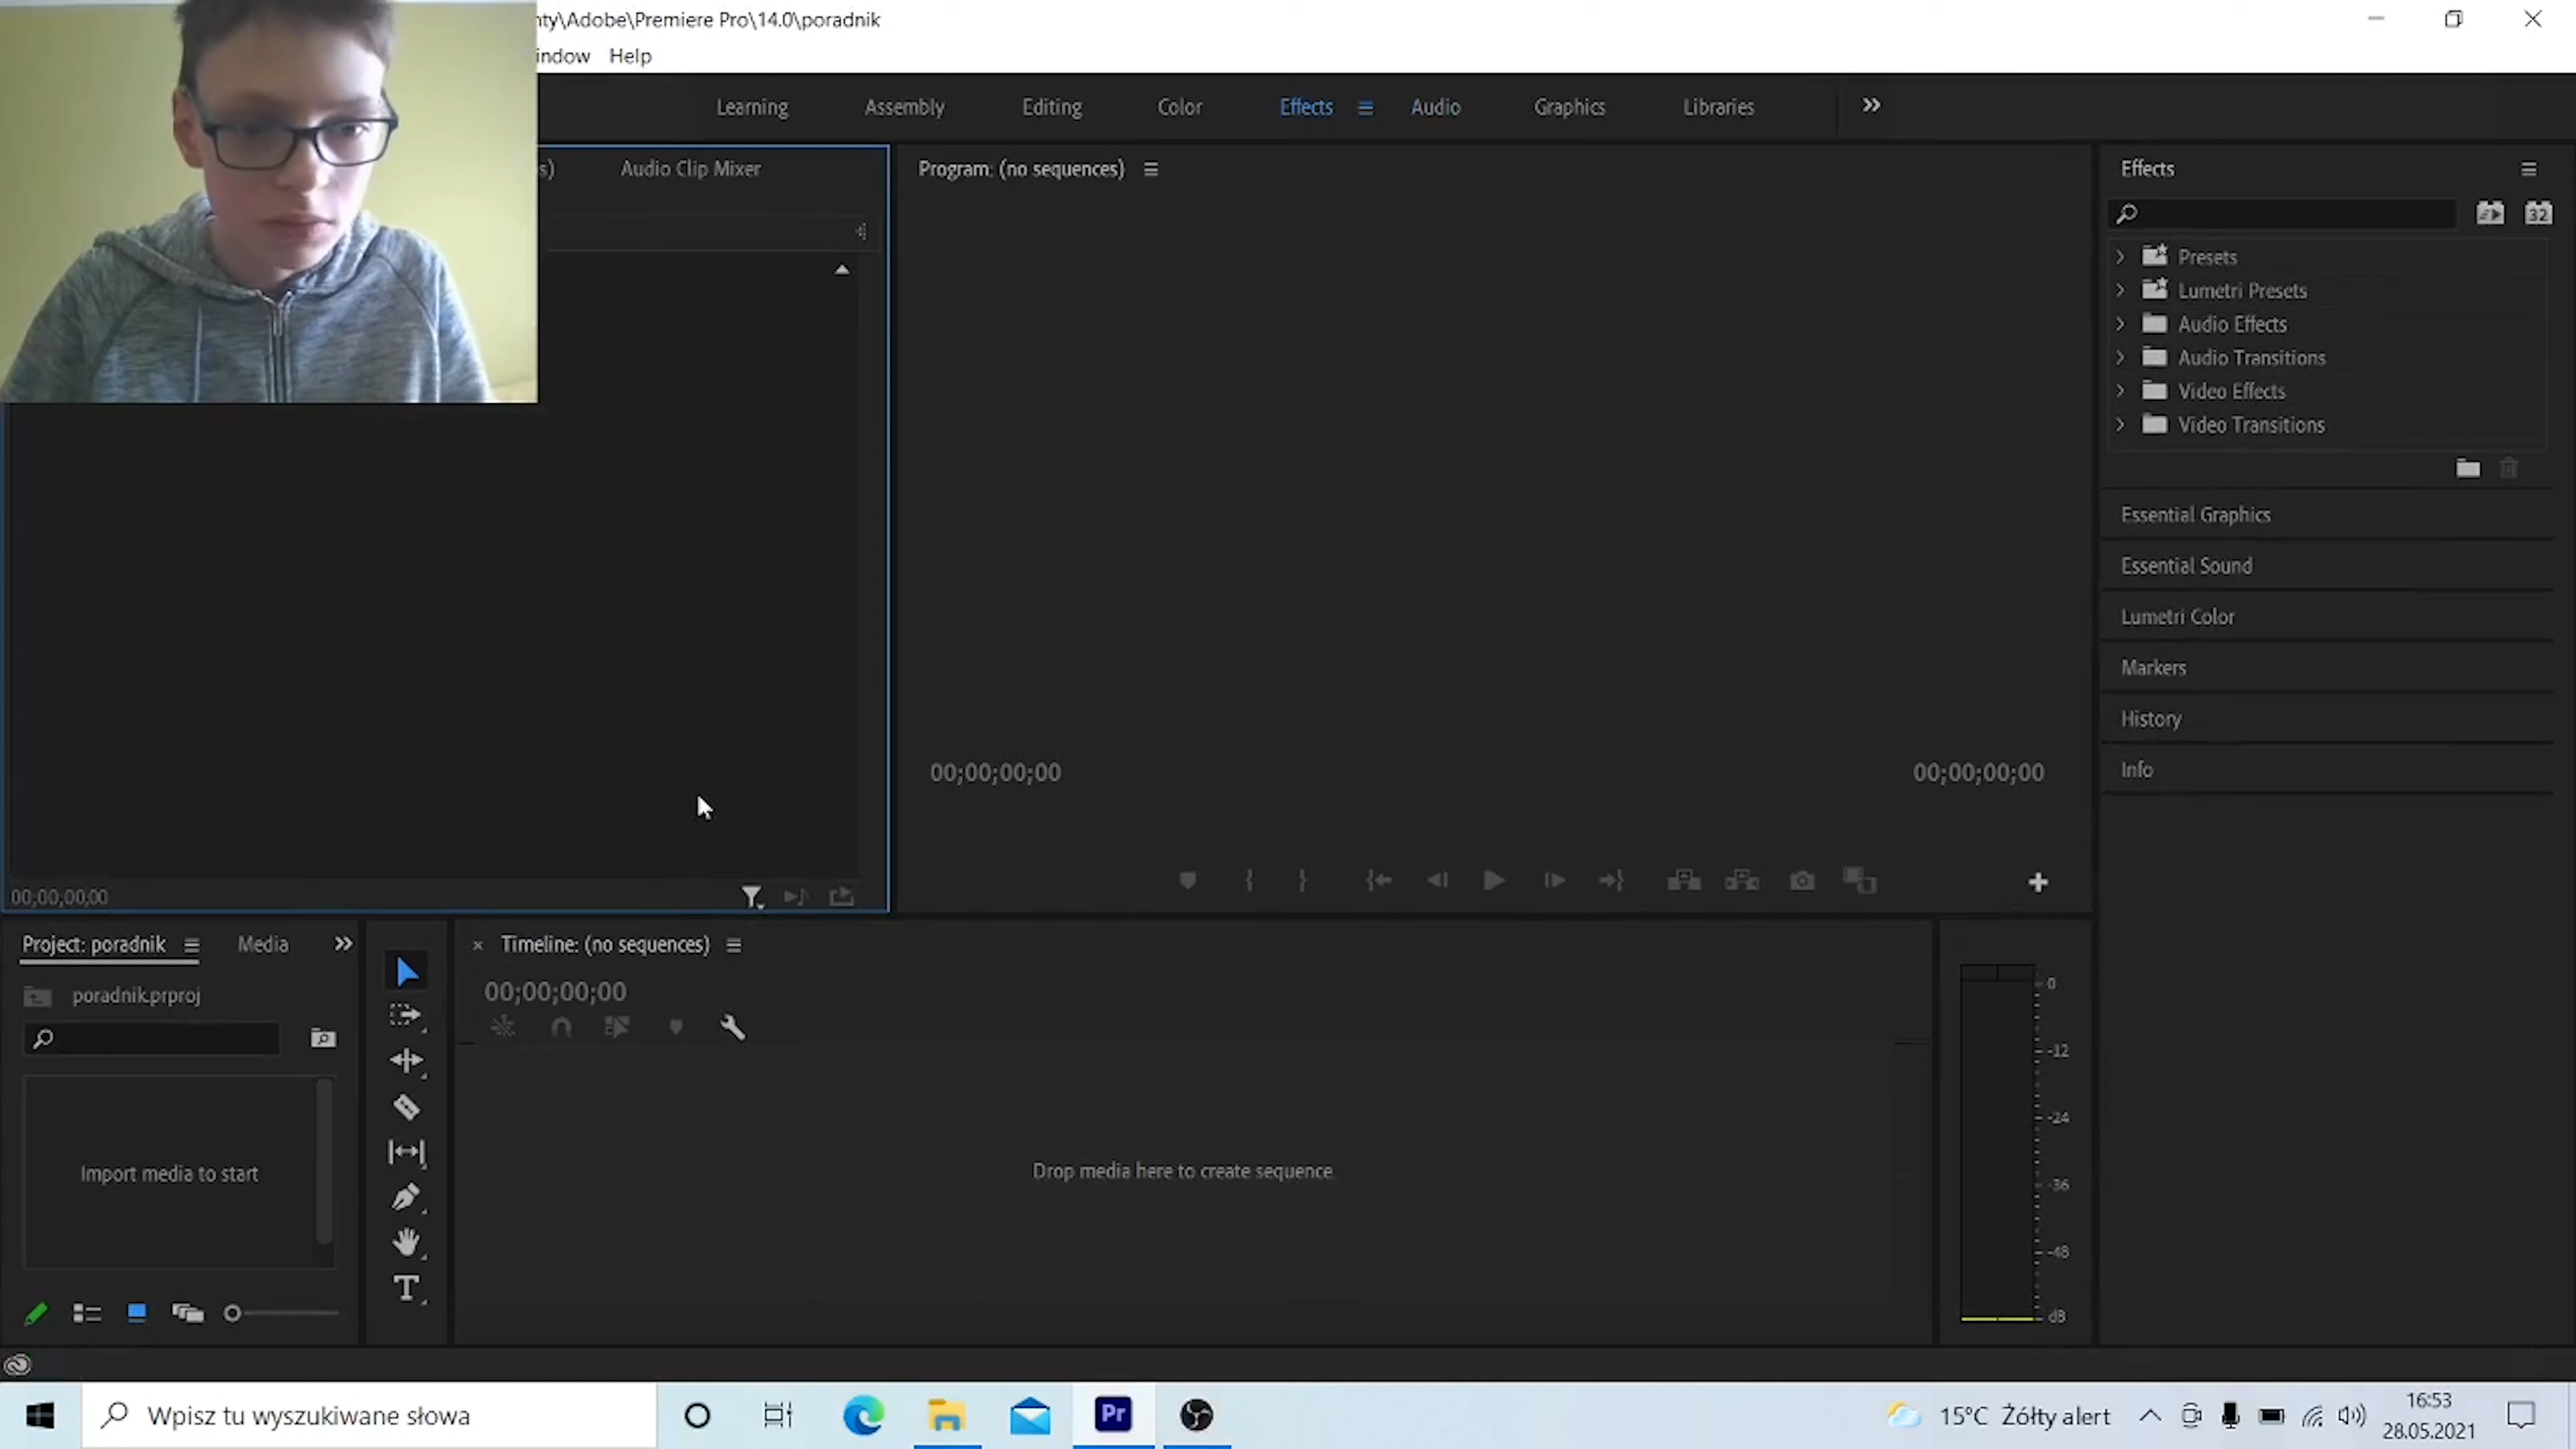 nty\Adobe\Premiere Pro\14.0\poradnik
indow Help
Learning Assembly Editing Color Effects Audio Graphics Libraries
s) Audio Clip Mixer
Program: (no sequences)
Effects
32
Presets
Lumetri Presets
Audio Effects
Audio Transitions
Video Effects
Video Transitions
Essential Graphics
Essential Sound
Lumetri Color
Markers
History
Info
00;00;00;00 00;00;00;00
00;00;00;00
Project: poradnik Media
poradnik.prproj
Import media to start
Timeline: (no sequences)
00;00;00;00
Drop media here to create sequence.
0
-12
-24
-36
-48
dB
Wpisz tu wyszukiwane słowa
Pr
15°C Żółty alert
16:53
28.05.2021